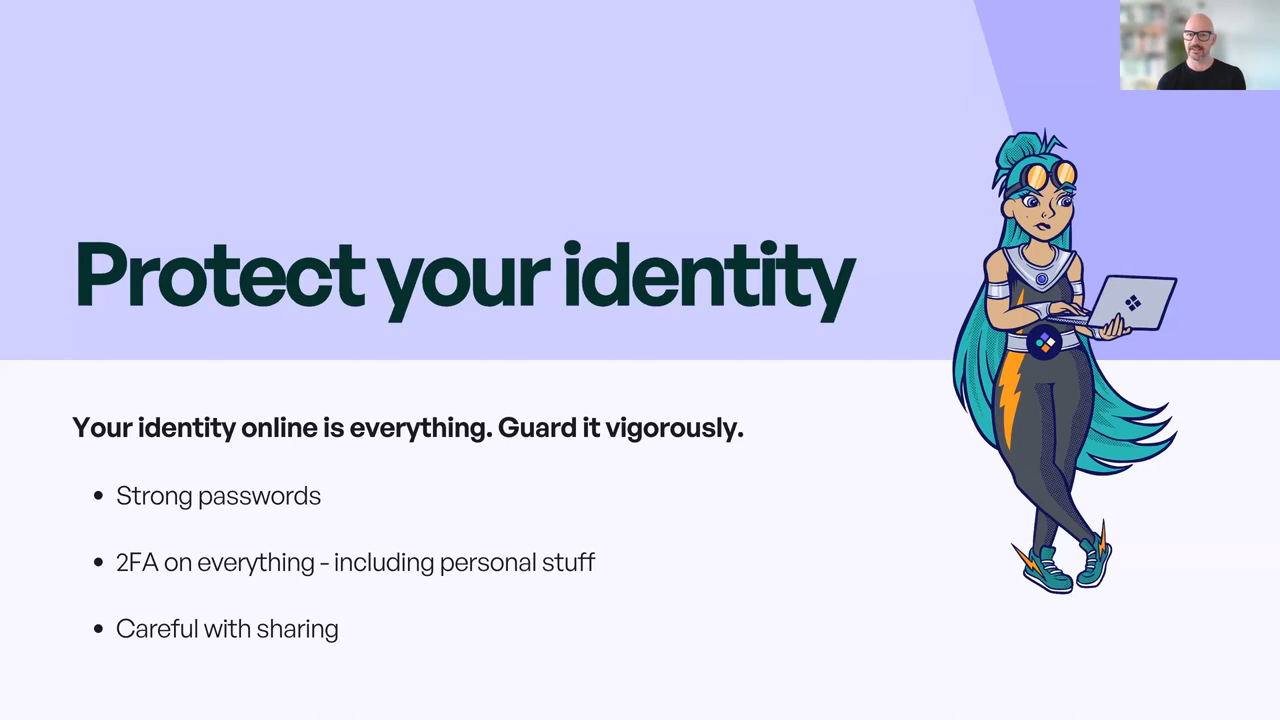 Protect your identity
Your identity online is everything. Guard it vigorously.
• Strong passwords
• 2FA on everything - including personal stuff
• Careful with sharing